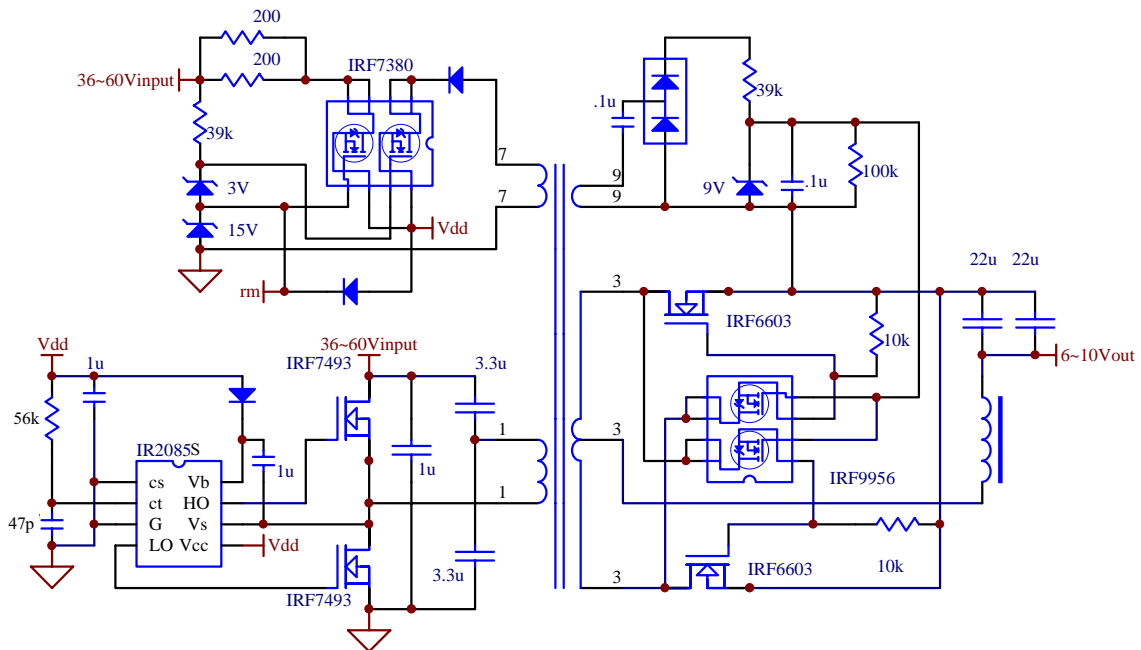 200
200
IRF7380
36~60Vinput
39k
3V
15V
Vdd
rm
7
7
.1u
39k
9V
.1u
100k
9
9
22u 22u
3
IRF6603
10k
6~10Vout
Vdd
1u
IRF7493
36~60Vinput
3.3u
56k
IR2085S
1u
1u
1
1
3
IRF9956
cs Vb
ct HO
G Vs
LO Vcc
47p
Vdd
IRF7493
3.3u
3
IRF6603
10k